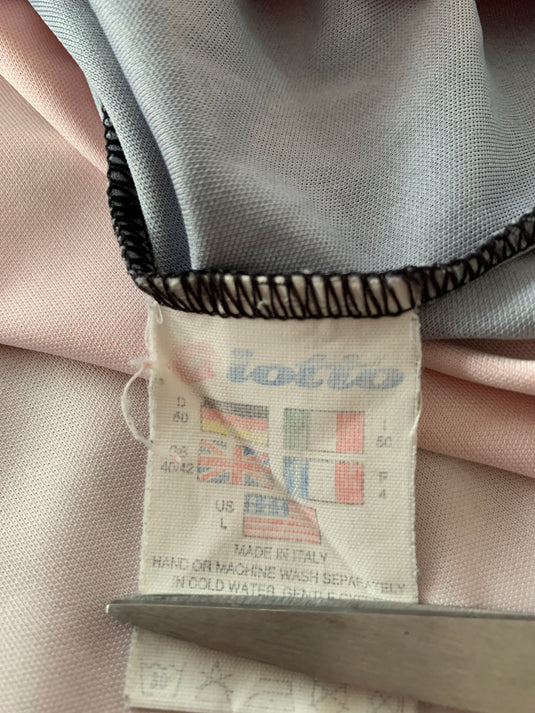 lotto
D
60
I
50
GB
40/42
F
4
US
L
MADE IN ITALY
HAND OR MACHINE WASH SEPARATELY
IN COLD WATER, GENTLE